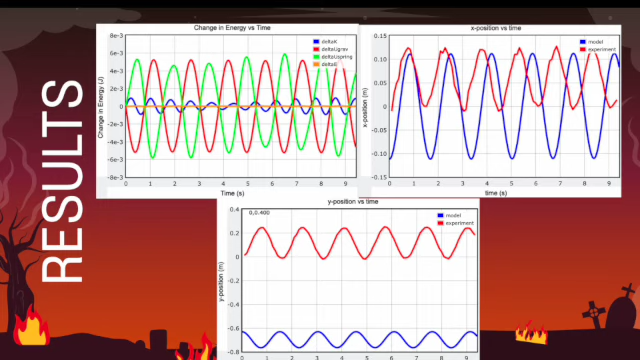 RESULTS
Change in Energy vs Time
deltaK
deltaUgrav
deltaUspring
deltaE
Change in Energy (J)
8e-3
6e-3
4e-3
2e-3
0
-2e-3
-4e-3
-6e-3
-8e-3
0 1 2 3 4 5 6 7 8 9
Time (s)
x-position vs time
model
experiment
x-position (m)
0.15
0.10
0.05
0
-0.05
-0.10
-0.15
0 1 2 3 4 5 6 7 8 9
time (s)
y-position vs time
0,0.400
model
experiment
y-position (m)
0.4
0.2
0
-0.2
-0.4
-0.6
-0.8
0 1 2 3 4 5 6 7 8 9